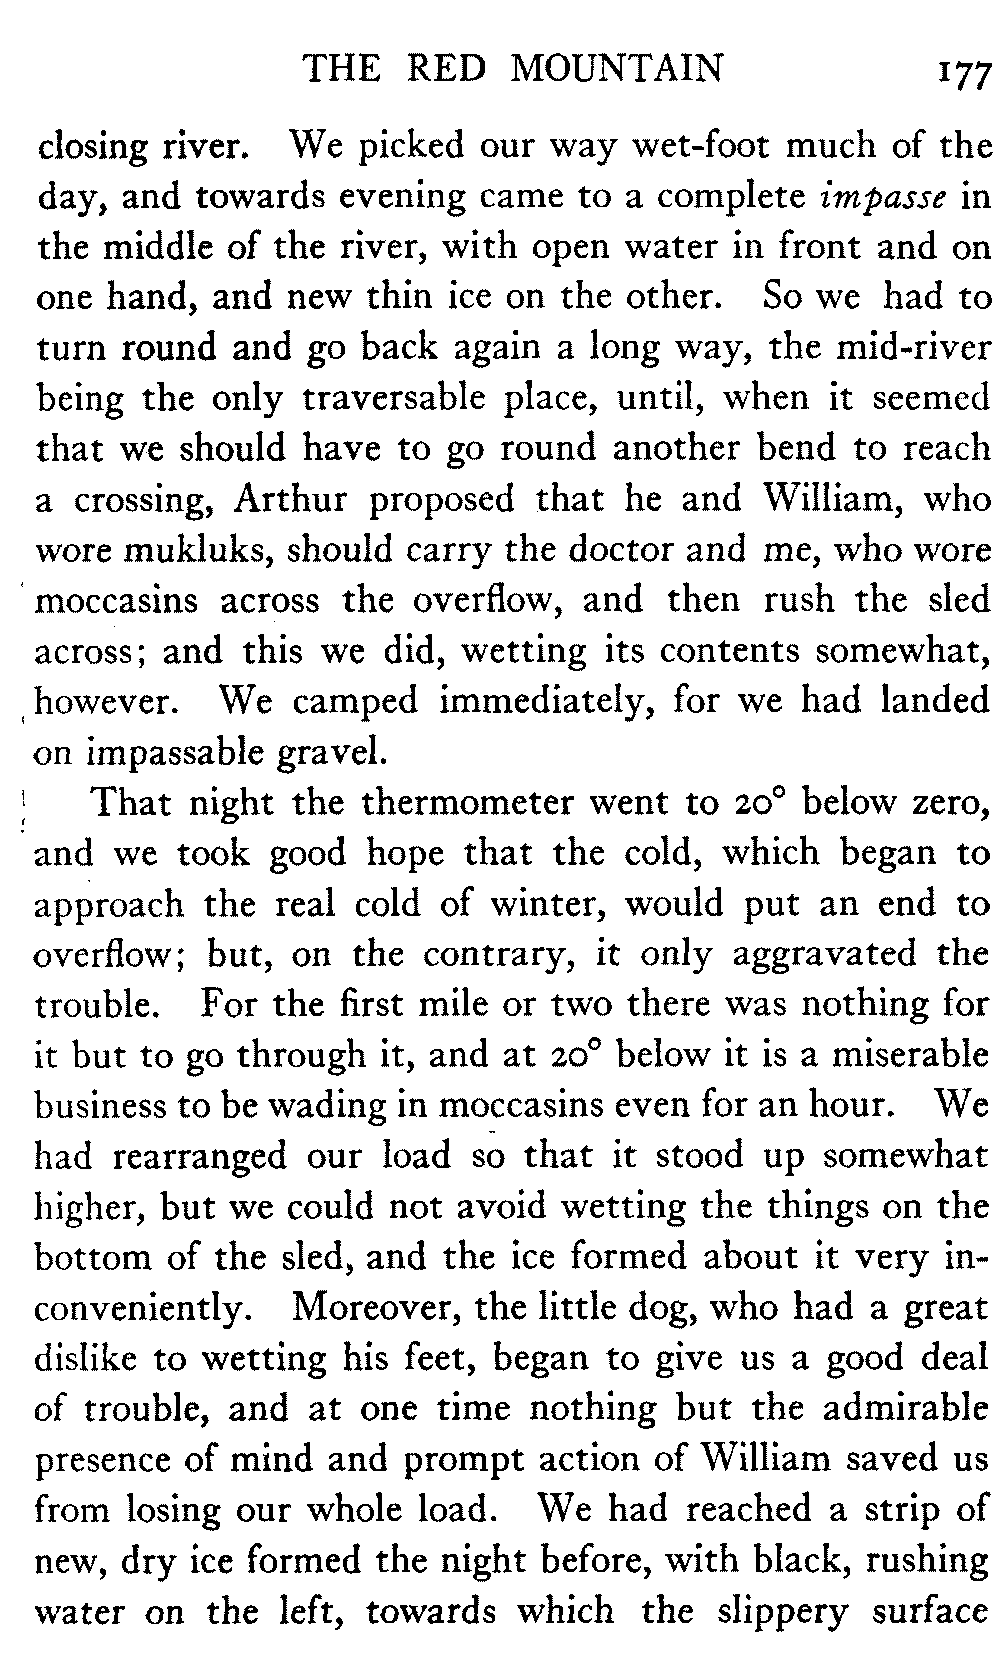 THE RED MOUNTAIN 177
closing river. We picked our way wet-foot much of the
day, and towards evening came to a complete impasse in
the middle of the river, with open water in front and on
one hand, and new thin ice on the other. So we had to
turn round and go back again a long way, the mid-river
being the only traversable place, until, when it seemed
that we should have to go round another bend to reach
a crossing, Arthur proposed that he and William, who
wore mukluks, should carry the doctor and me, who wore
moccasins across the overflow, and then rush the sled
across; and this we did, wetting its contents somewhat,
however. We camped immediately, for we had landed
on impassable gravel.
That night the thermometer went to 20° below zero,
and we took good hope that the cold, which began to
approach the real cold of winter, would put an end to
overflow; but, on the contrary, it only aggravated the
trouble. For the first mile or two there was nothing for
it but to go through it, and at 20° below it is a miserable
business to be wading in moccasins even for an hour. We
had rearranged our load so that it stood up somewhat
higher, but we could not avoid wetting the things on the
bottom of the sled, and the ice formed about it very in-
conveniently. Moreover, the little dog, who had a great
dislike to wetting his feet, began to give us a good deal
of trouble, and at one time nothing but the admirable
presence of mind and prompt action of William saved us
from losing our whole load. We had reached a strip of
new, dry ice formed the night before, with black, rushing
water on the left, towards which the slippery surface